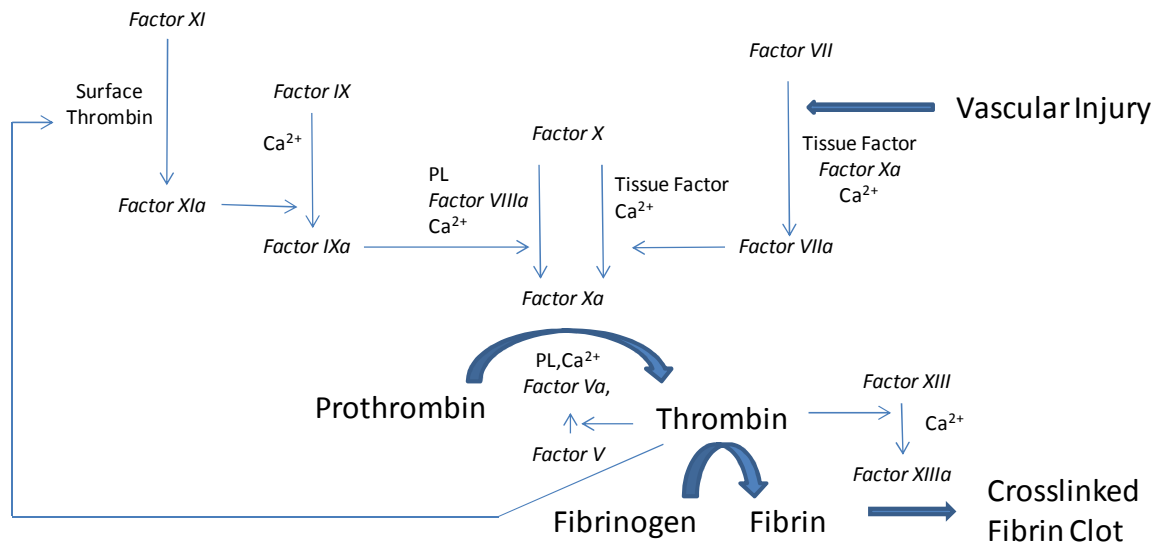 Factor XI
Factor VII
Surface
Thrombin
Factor IX
Ca²⁺
Vascular Injury
Factor X
Tissue Factor
Factor Xa
Ca²⁺
PL
Factor VIIIa
Ca²⁺
Tissue Factor
Ca²⁺
Factor XIa
Factor IXa
Factor VIIa
Factor Xa
PL,Ca²⁺
Factor Va,
Prothrombin
Thrombin
Factor XIII
Ca²⁺
Factor V
Factor XIIIa
Fibrinogen
Fibrin
Crosslinked
Fibrin Clot